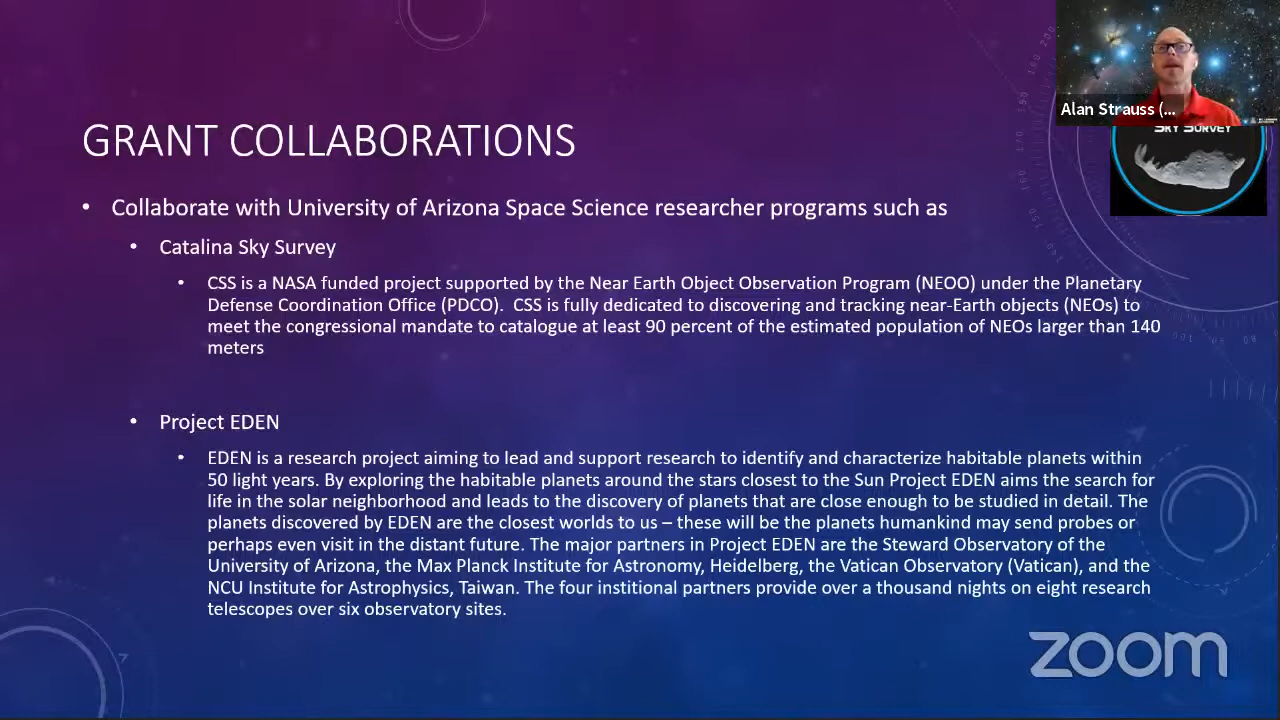 Alan Strauss (...
SKY SURVEY
GRANT COLLABORATIONS
• Collaborate with University of Arizona Space Science researcher programs such as
• Catalina Sky Survey
• CSS is a NASA funded project supported by the Near Earth Object Observation Program (NEOO) under the Planetary
Defense Coordination Office (PDCO). CSS is fully dedicated to discovering and tracking near-Earth objects (NEOs) to
meet the congressional mandate to catalogue at least 90 percent of the estimated population of NEOs larger than 140
meters
• Project EDEN
• EDEN is a research project aiming to lead and support research to identify and characterize habitable planets within
50 light years. By exploring the habitable planets around the stars closest to the Sun Project EDEN aims the search for
life in the solar neighborhood and leads to the discovery of planets that are close enough to be studied in detail. The
planets discovered by EDEN are the closest worlds to us – these will be the planets humankind may send probes or
perhaps even visit in the distant future. The major partners in Project EDEN are the Steward Observatory of the
University of Arizona, the Max Planck Institute for Astronomy, Heidelberg, the Vatican Observatory (Vatican), and the
NCU Institute for Astrophysics, Taiwan. The four institional partners provide over a thousand nights on eight research
telescopes over six observatory sites.
zoom